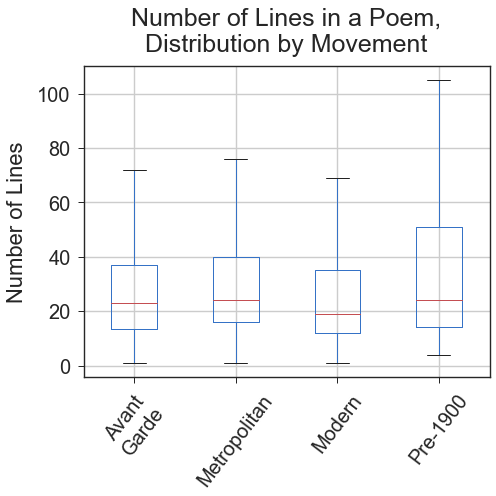 Number of Lines in a Poem,
Distribution by Movement
Number of Lines
100
80
60
40
20
0
Avant
Garde
Metropolitan
Modern
Pre-1900